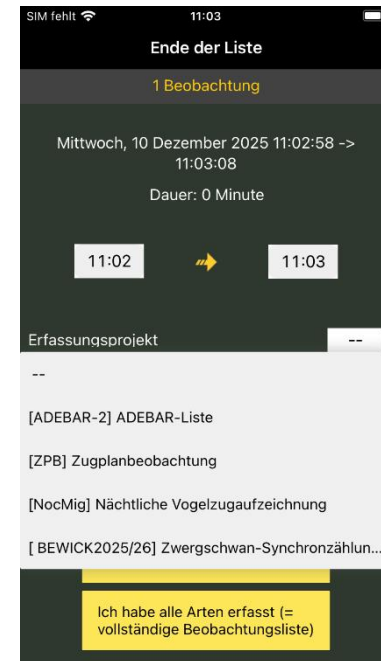 SIM fehlt 11:03
Ende der Liste
1 Beobachtung
Mittwoch, 10 Dezember 2025 11:02:58 ->
11:03:08
Dauer: 0 Minute
11:02 11:03
Erfassungsprojekt --
--
[ADEBAR-2] ADEBAR-Liste
[ZPB] Zugplanbeobachtung
[NocMig] Nächtliche Vogelzugaufzeichnung
[ BEWICK2025/26] Zwergschwan-Synchronzählun...
Ich habe alle Arten erfasst (=
vollständige Beobachtungsliste)